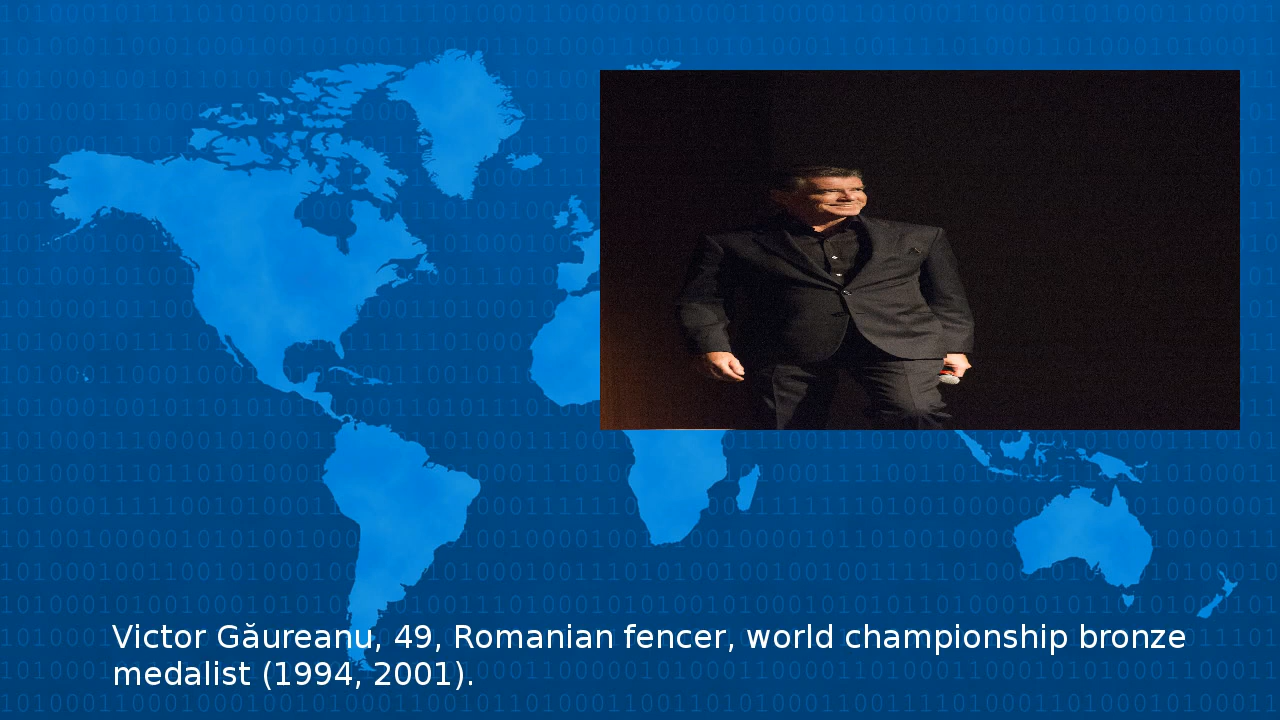 Victor Găureanu, 49, Romanian fencer, world championship bronze
medalist (1994, 2001).